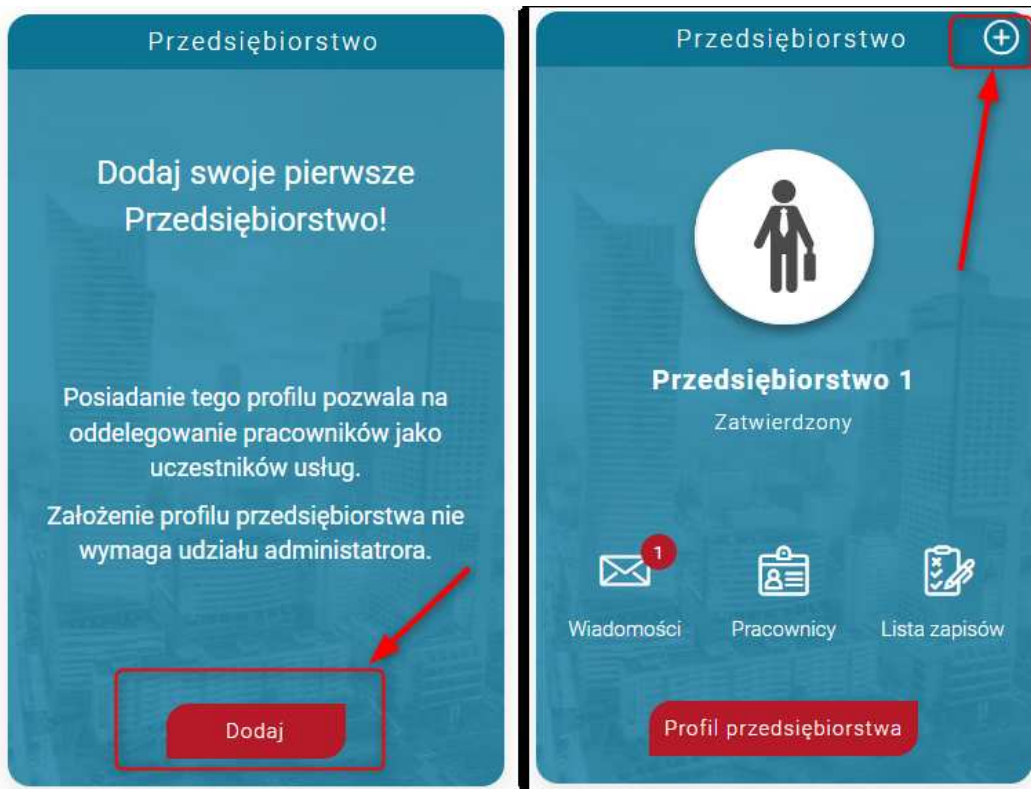 Przedsiębiorstwo
Dodaj swoje pierwsze
Przedsiębiorstwo!
Posiadanie tego profilu pozwala na
oddelegowanie pracowników jako
uczestników usług.
Założenie profilu przedsiębiorstwa nie
wymaga udziału administatrora.
Dodaj
Przedsiębiorstwo
Przedsiębiorstwo 1
Zatwierdzony
1
Wiadomości
Pracownicy
Lista zapisów
Profil przedsiębiorstwa